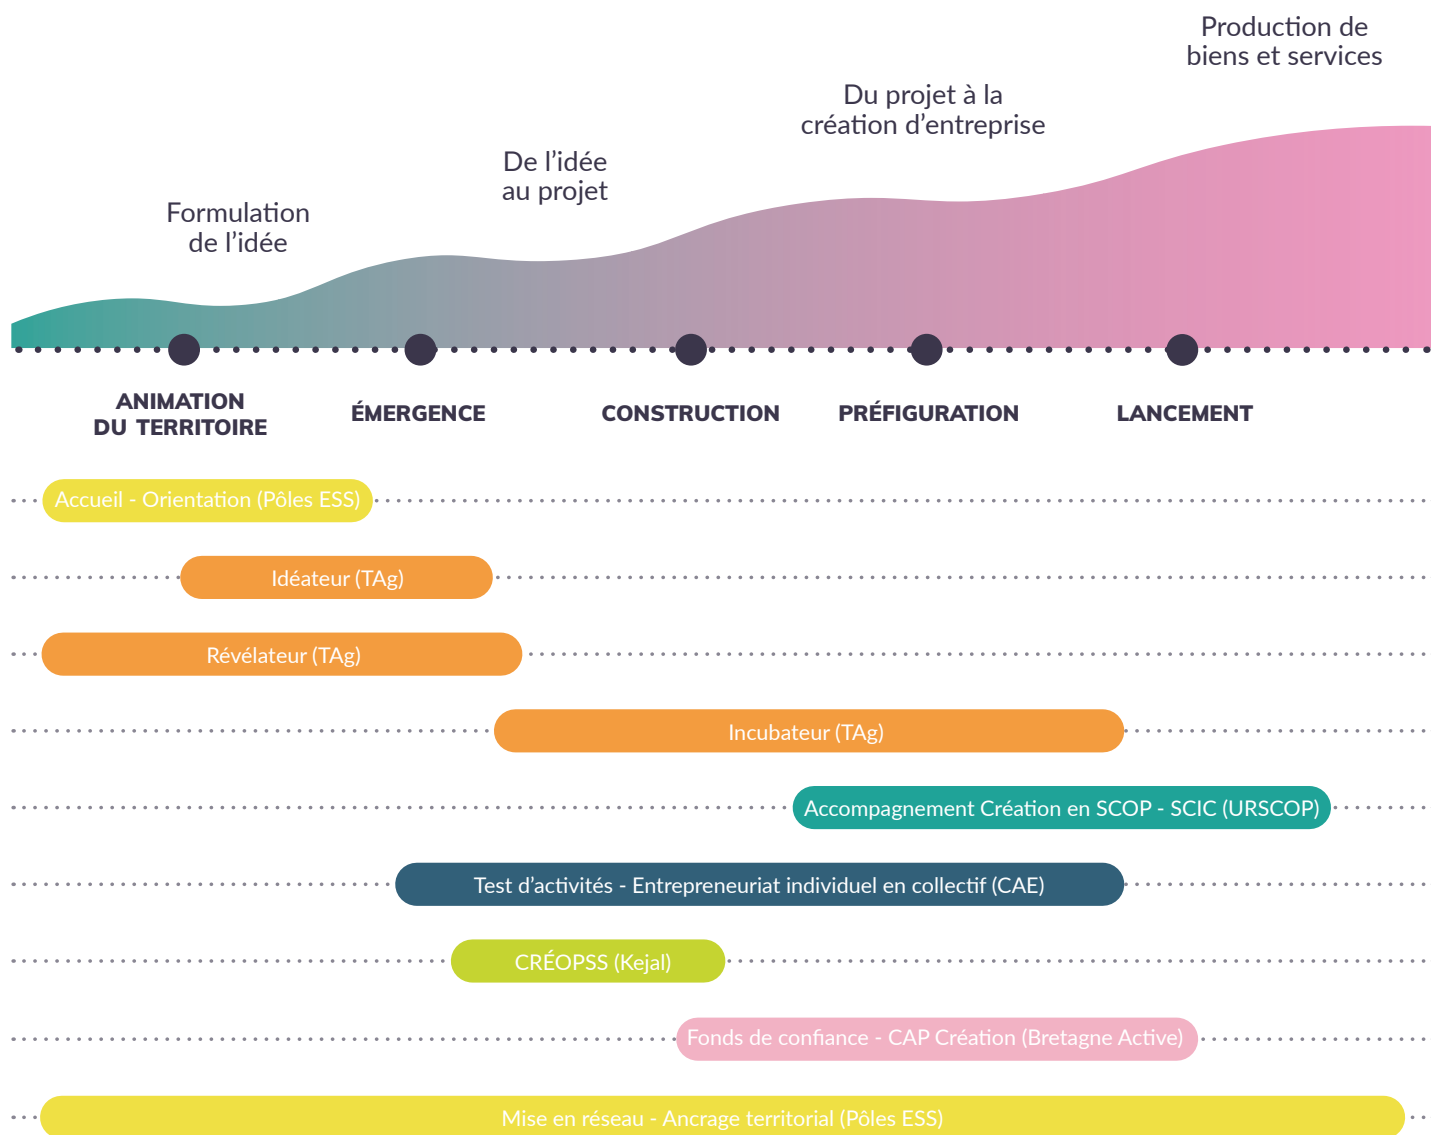 Production de
biens et services
Du projet à la
création d’entreprise
De l’idée
au projet
Formulation
de l’idée
ANIMATION
DU TERRITOIRE
ÉMERGENCE
CONSTRUCTION
PRÉFIGURATION
LANCEMENT
Accueil - Orientation (Pôles ESS)
Idéateur (TAg)
Révélateur (TAg)
Incubateur (TAg)
Accompagnement Création en SCOP - SCIC (URSCOP)
Test d’activités - Entrepreneuriat individuel en collectif (CAE)
CRÉOPSS (Kejal)
Fonds de confiance - CAP Création (Bretagne Active)
Mise en réseau - Ancrage territorial (Pôles ESS)